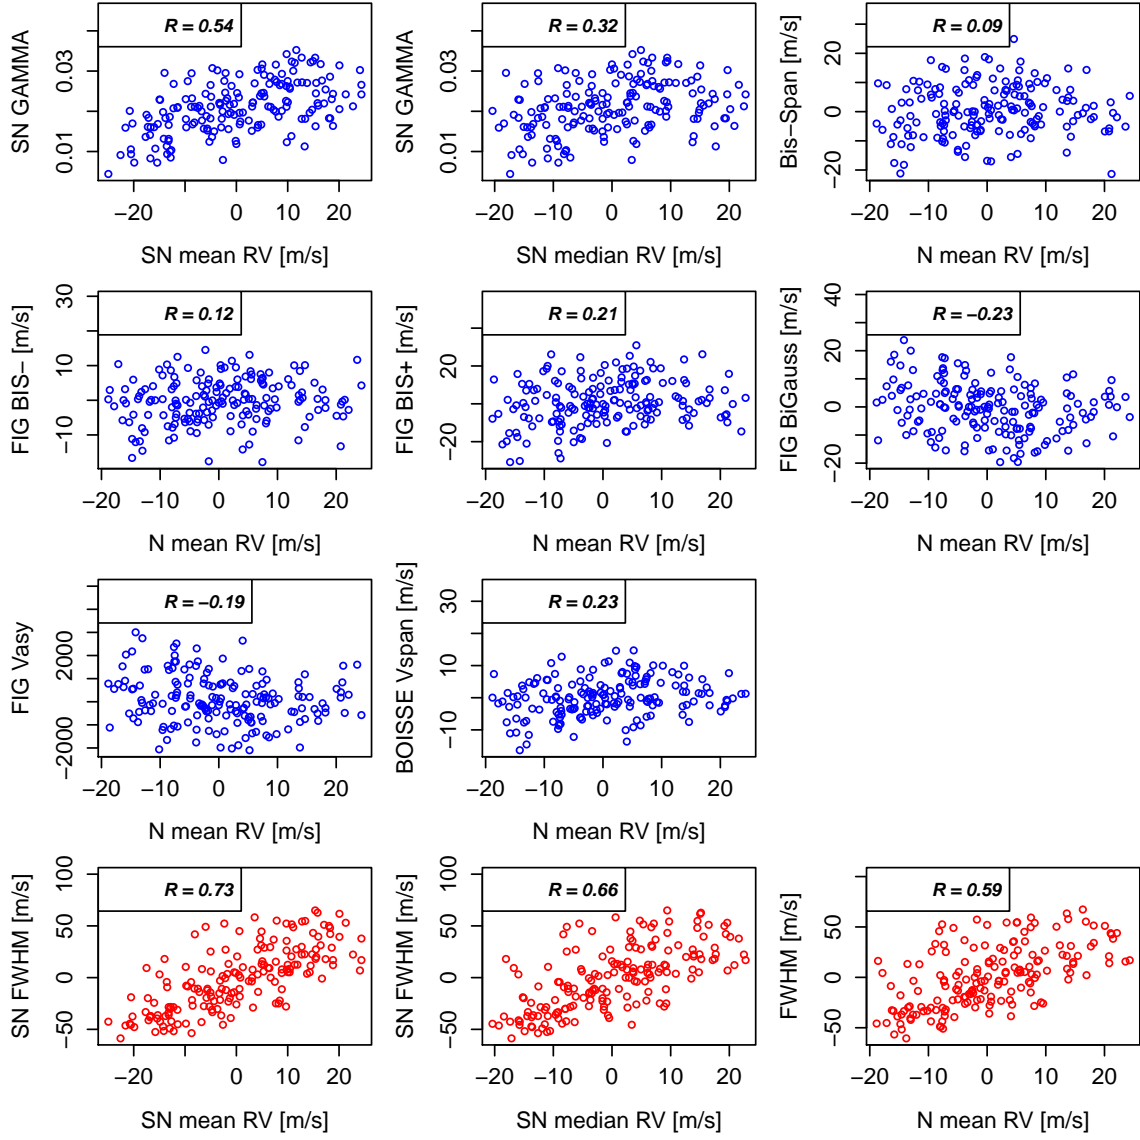 R = 0.54
SN GAMMA
0.01 0.03
−20 0 10 20
SN mean RV [m/s]
R = 0.32
SN GAMMA
0.01 0.03
−20 −10 0 10 20
SN median RV [m/s]
R = 0.09
Bis−Span [m/s]
−20 0 20
−20 −10 0 10 20
N mean RV [m/s]
R = 0.12
FIG BIS− [m/s]
−10 10 30
−20 −10 0 10 20
N mean RV [m/s]
R = 0.21
FIG BIS+ [m/s]
−20 20
−20 −10 0 10 20
N mean RV [m/s]
R = −0.23
FIG BiGauss [m/s]
−20 0 20 40
−20 −10 0 10 20
N mean RV [m/s]
R = −0.19
FIG Vasy
−2000 2000
−20 −10 0 10 20
N mean RV [m/s]
R = 0.23
BOISSE Vspan [m/s]
−10 10 30
−20 −10 0 10 20
N mean RV [m/s]
R = 0.73
SN FWHM [m/s]
−50 0 50 100
−20 0 10 20
SN mean RV [m/s]
R = 0.66
SN FWHM [m/s]
−50 0 50 100
−20 −10 0 10 20
SN median RV [m/s]
R = 0.59
FWHM [m/s]
−50 0 50
−20 −10 0 10 20
N mean RV [m/s]